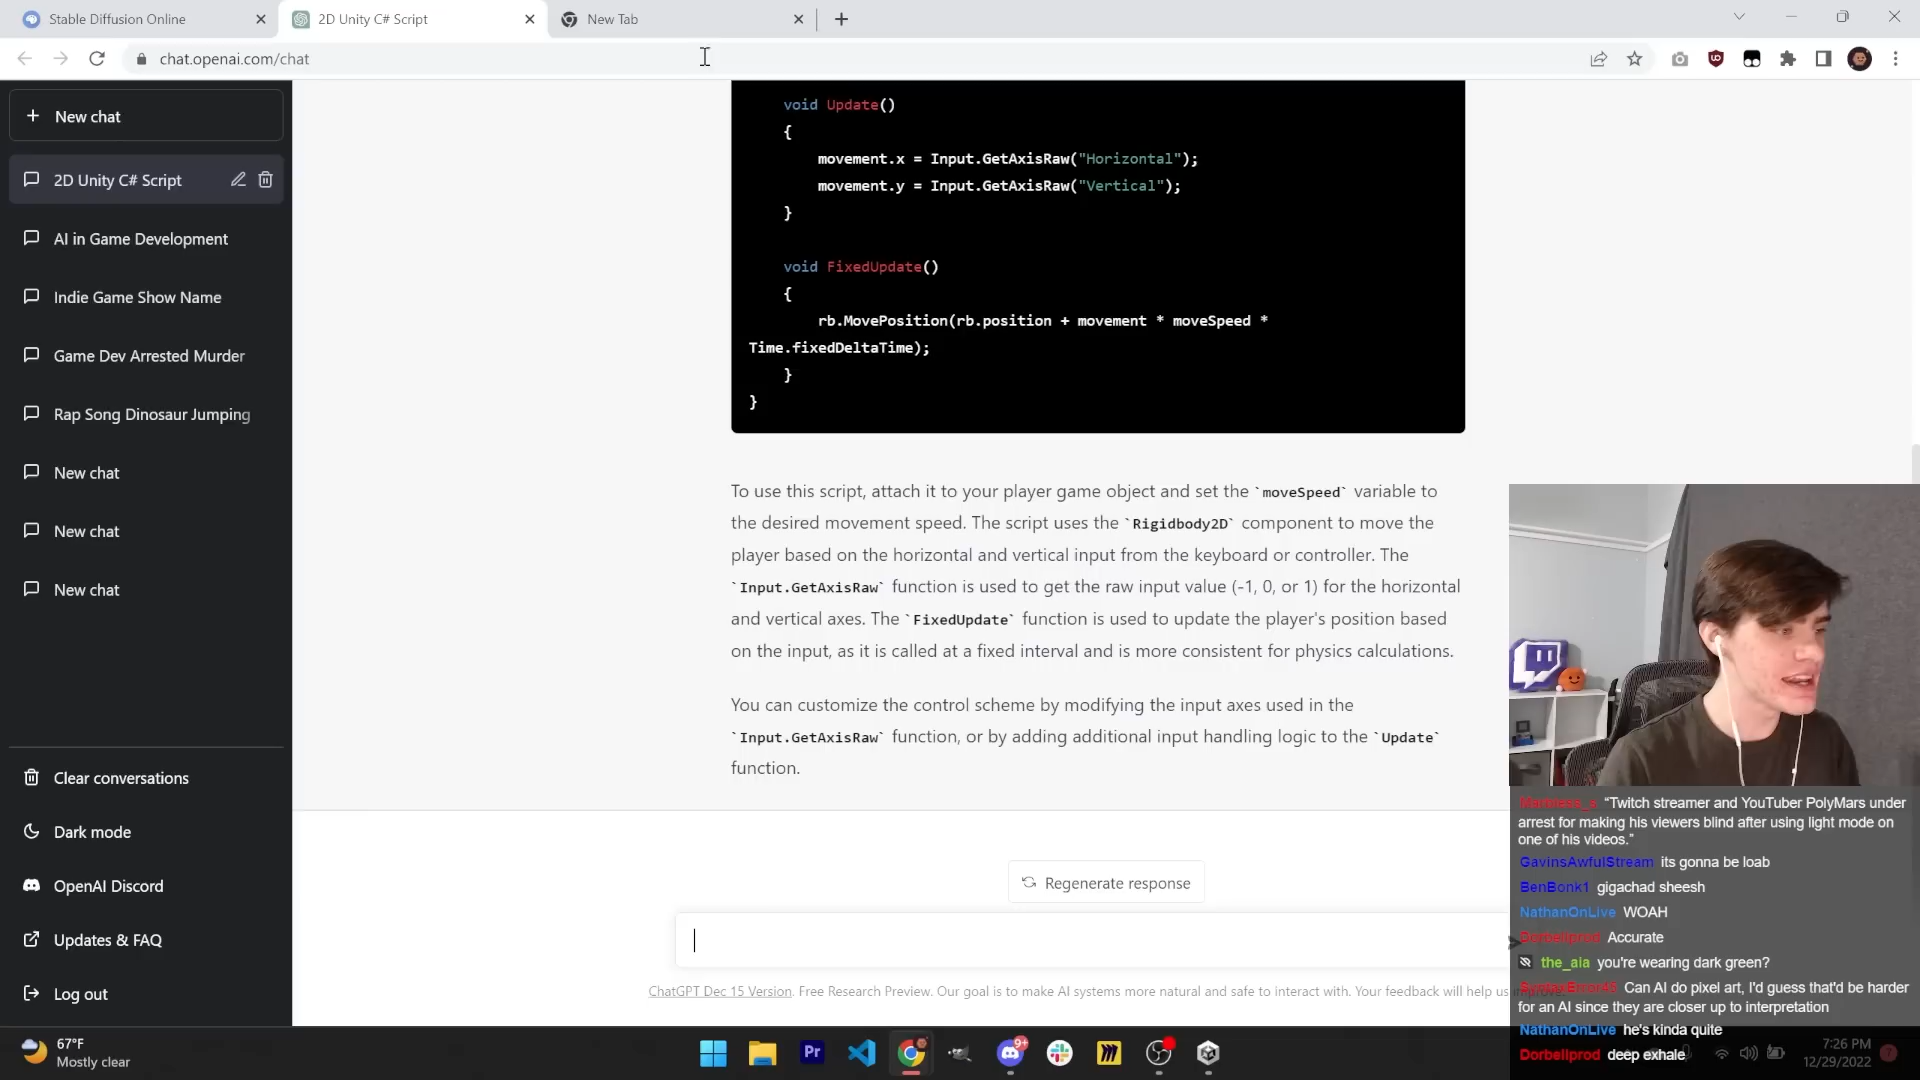 Stable Diffusion Online
2D Unity C# Script
New Tab
chat.openai.com/chat
New chat
2D Unity C# Script
AI in Game Development
Indie Game Show Name
Game Dev Arrested Murder
Rap Song Dinosaur Jumping
New chat
New chat
New chat
Clear conversations
Dark mode
OpenAI Discord
Updates & FAQ
Log out
void Update()
{
movement.x = Input.GetAxisRaw("Horizontal");
movement.y = Input.GetAxisRaw("Vertical");
}
void FixedUpdate()
{
rb.MovePosition(rb.position + movement * moveSpeed *
Time.fixedDeltaTime);
}
}
To use this script, attach it to your player game object and set the `moveSpeed` variable to
the desired movement speed. The script uses the `Rigidbody2D` component to move the
player based on the horizontal and vertical input from the keyboard or controller. The
`Input.GetAxisRaw` function is used to get the raw input value (-1, 0, or 1) for the horizontal
and vertical axes. The `FixedUpdate` function is used to update the player's position based
on the input, as it is called at a fixed interval and is more consistent for physics calculations.
You can customize the control scheme by modifying the input axes used in the
`Input.GetAxisRaw` function, or by adding additional input handling logic to the `Update`
function.
Regenerate response
ChatGPT Dec 15 Version. Free Research Preview. Our goal is to make AI systems more natural and safe to interact with. Your feedback will help us
"Twitch streamer and YouTuber PolyMars under
arrest for making his viewers blind after using light mode on
one of his videos."
GavinsAwfulStream its gonna be loab
BenBonk1 gigachad sheesh
NathanOnLive WOAH
Dorbellprod Accurate
the_aia you're wearing dark green?
SyntaxError45 Can AI do pixel art, I'd guess that'd be harder
for an AI since they are closer up to interpretation
NathanOnLive he's kinda quite
Dorbellprod deep exhale
67°F
Mostly clear
Pr
9+
7:26 PM
12/29/2022